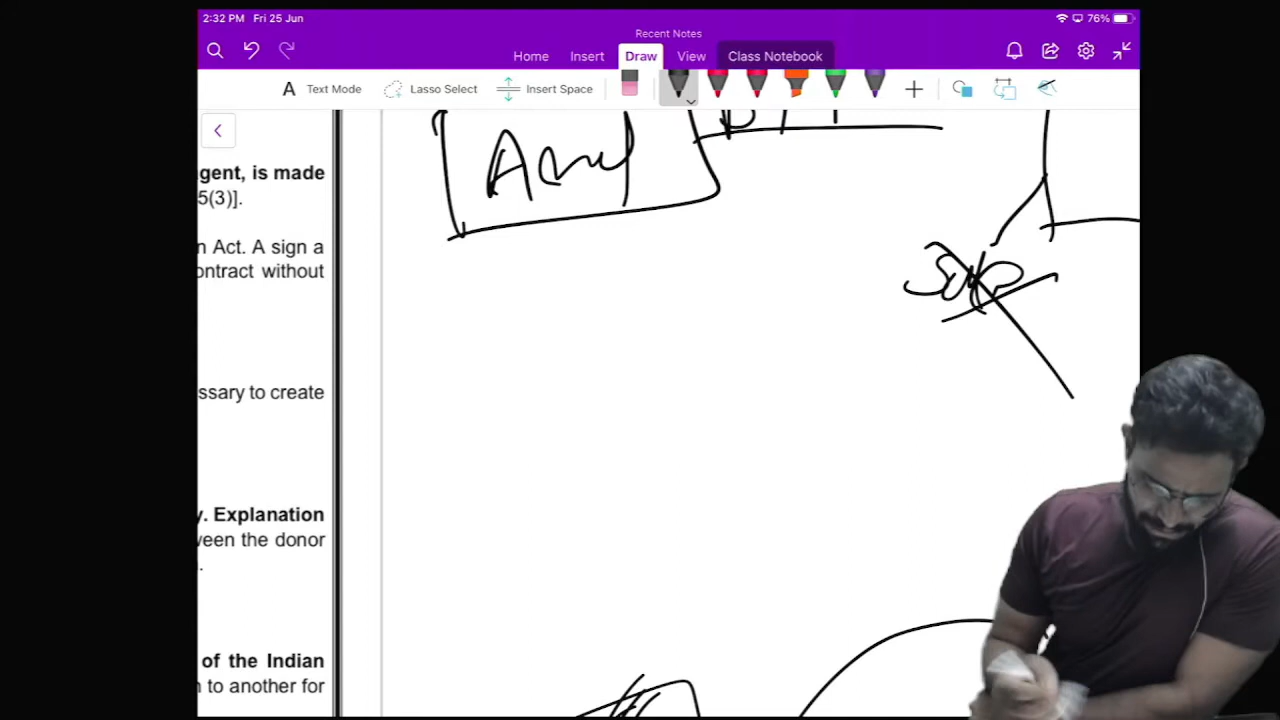 2:32 PM Fri 25 Jun
76%
Recent Notes
Home Insert Draw View Class Notebook
A Text Mode Lasso Select Insert Space
gent, is made
5(3)].
n Act. A sign a
ontract without
ssary to create
y. Explanation
veen the donor
.
of the Indian
n to another for